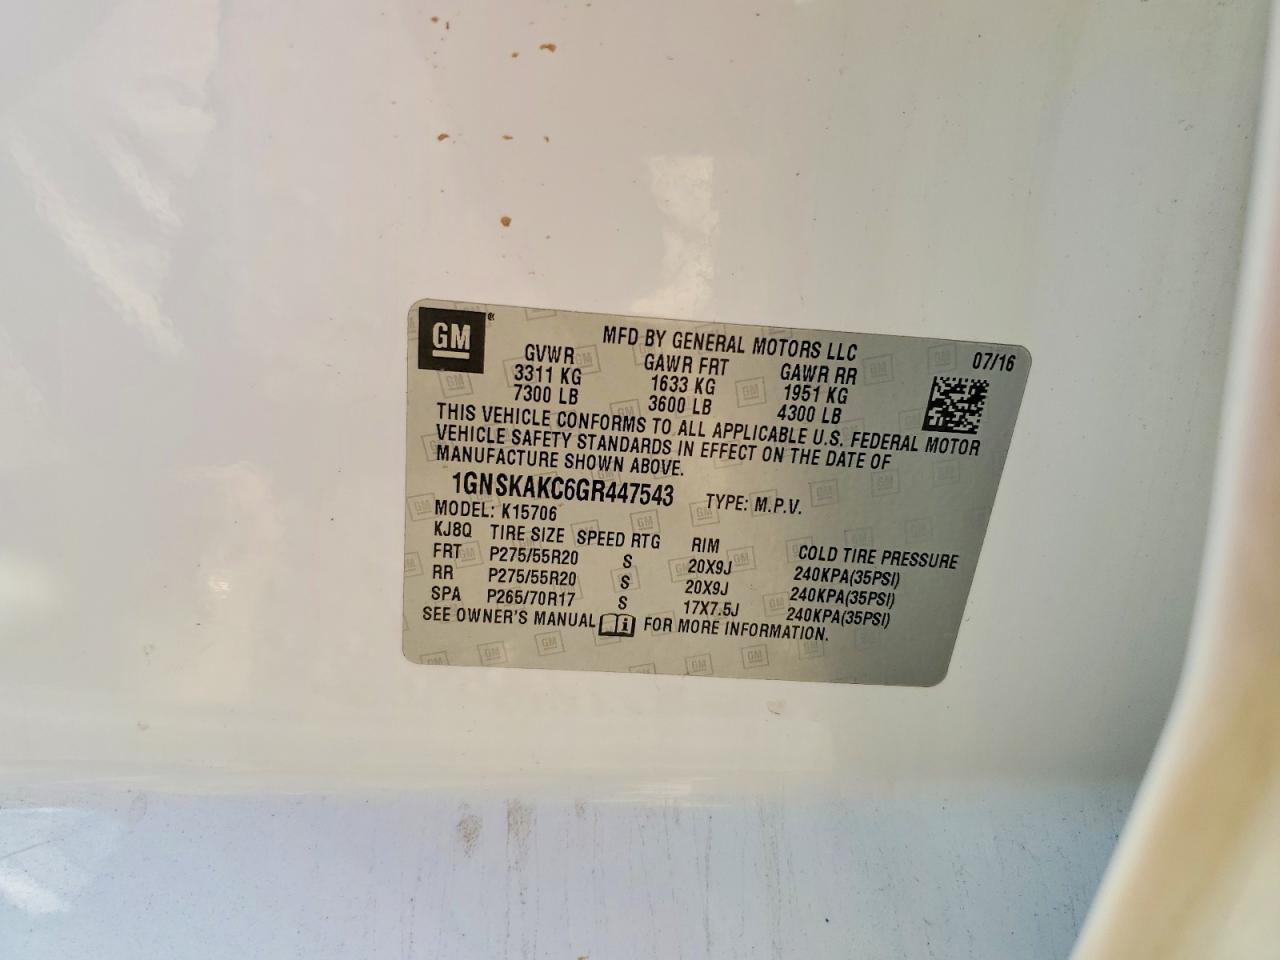 GM®
MFD BY GENERAL MOTORS LLC 07/16
GVWR GAWR FRT GAWR RR
3311 KG 1633 KG 1951 KG
7300 LB 3600 LB 4300 LB
THIS VEHICLE CONFORMS TO ALL APPLICABLE U.S. FEDERAL MOTOR
VEHICLE SAFETY STANDARDS IN EFFECT ON THE DATE OF
MANUFACTURE SHOWN ABOVE.
1GNSKAKC6GR447543 TYPE: M.P.V.
MODEL: K15706
KJ8Q TIRE SIZE SPEED RTG RIM COLD TIRE PRESSURE
FRT P275/55R20 S 20X9J 240KPA(35PSI)
RR P275/55R20 S 20X9J 240KPA(35PSI)
SPA P265/70R17 S 17X7.5J 240KPA(35PSI)
SEE OWNER'S MANUAL i FOR MORE INFORMATION.